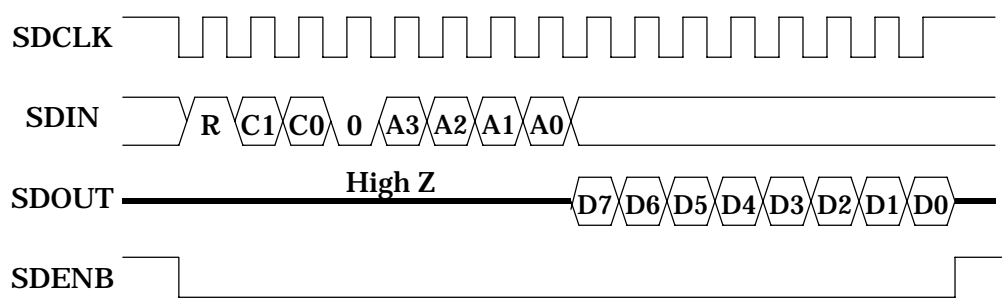 SDCLK
SDIN R C1 C0 0 A3 A2 A1 A0
High Z
SDOUT D7 D6 D5 D4 D3 D2 D1 D0
SDENB